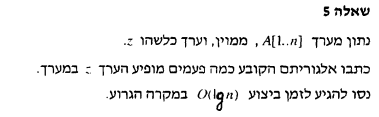 שאלה 5
נתון מערך A[1..n] , ממוין, וערך כלשהו z.
כתבו אלגוריתם הקובע כמה פעמים מופיע הערך z במערך.
נסו להגיע לזמן ביצוע O(lgn) במקרה הגרוע.